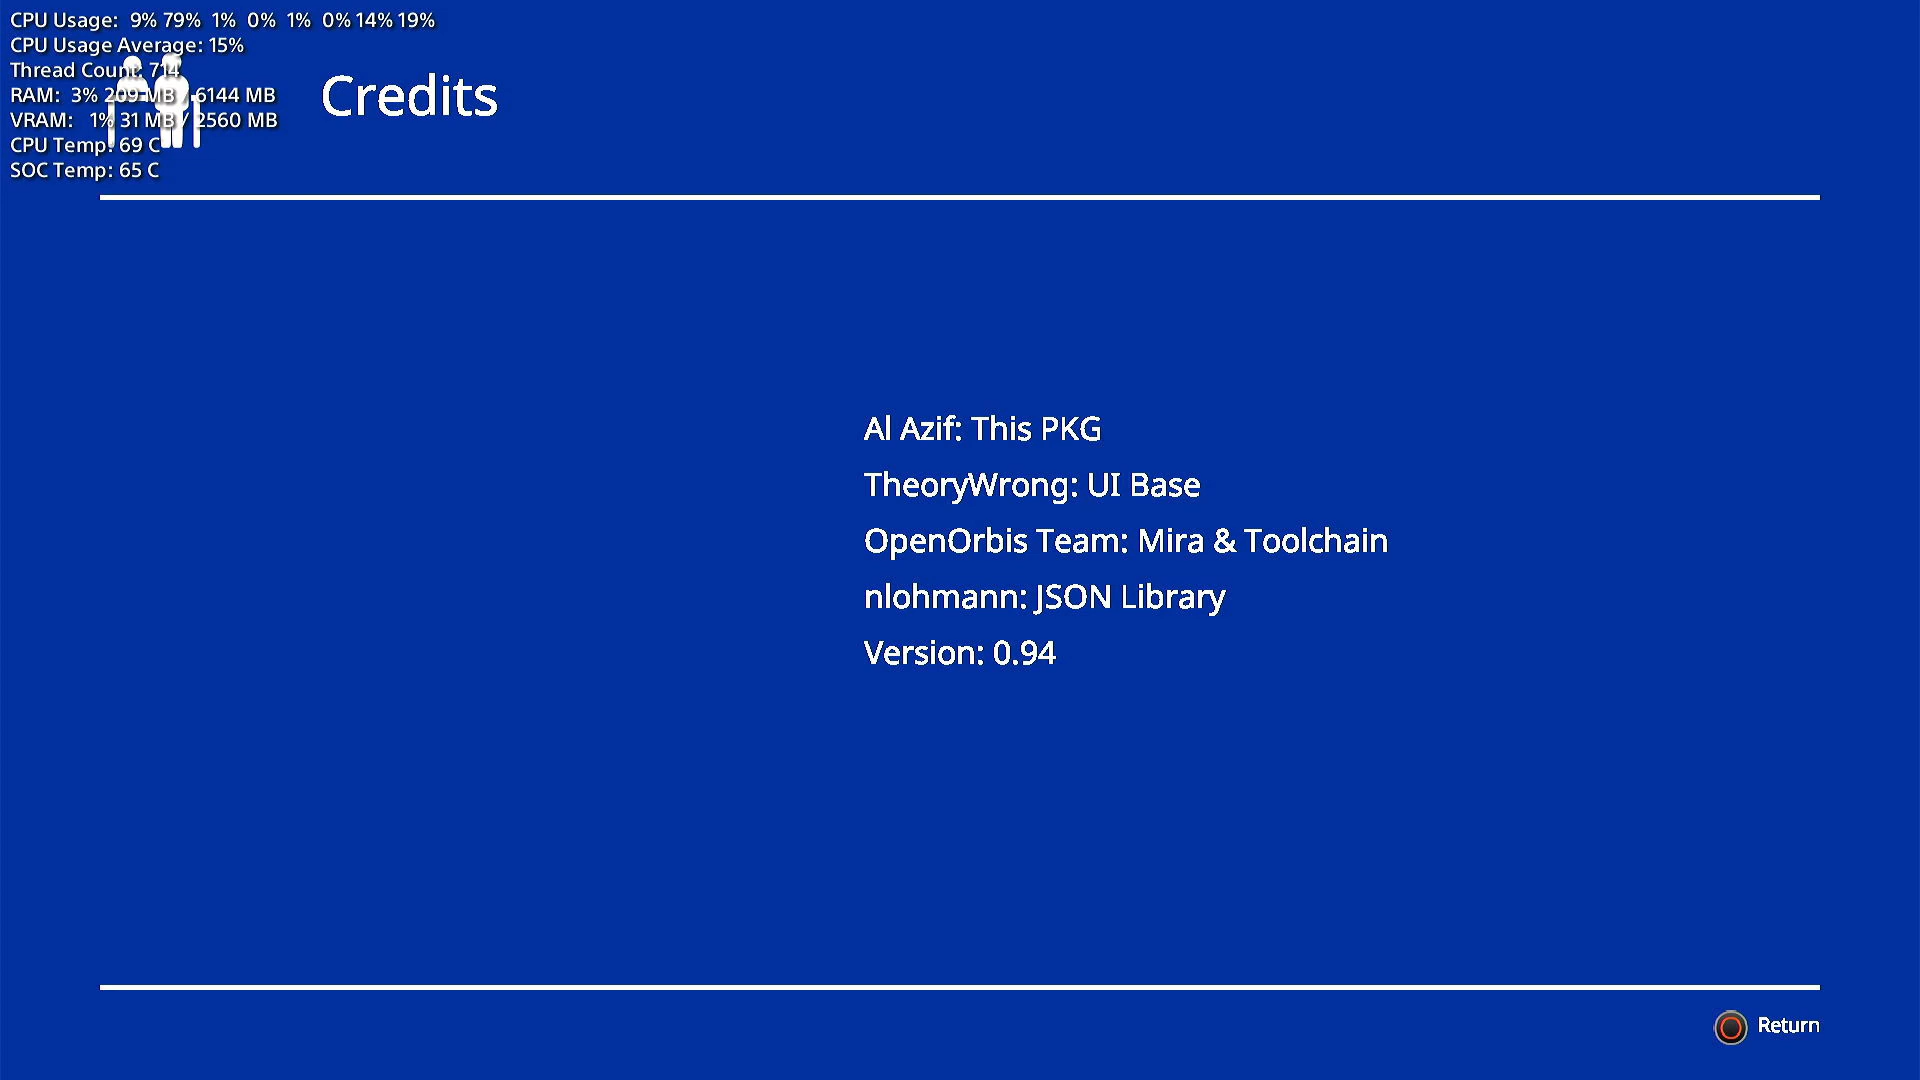 CPU Usage: 9% 79% 1% 0% 1% 0% 14% 19%
CPU Usage Average: 15%
Thread Count: 714
RAM: 3% 209 MB / 6144 MB
VRAM: 1% 31 MB / 2560 MB
CPU Temp: 69 C
SOC Temp: 65 C
Credits
Al Azif: This PKG
TheoryWrong: UI Base
OpenOrbis Team: Mira & Toolchain
nlohmann: JSON Library
Version: 0.94
Return